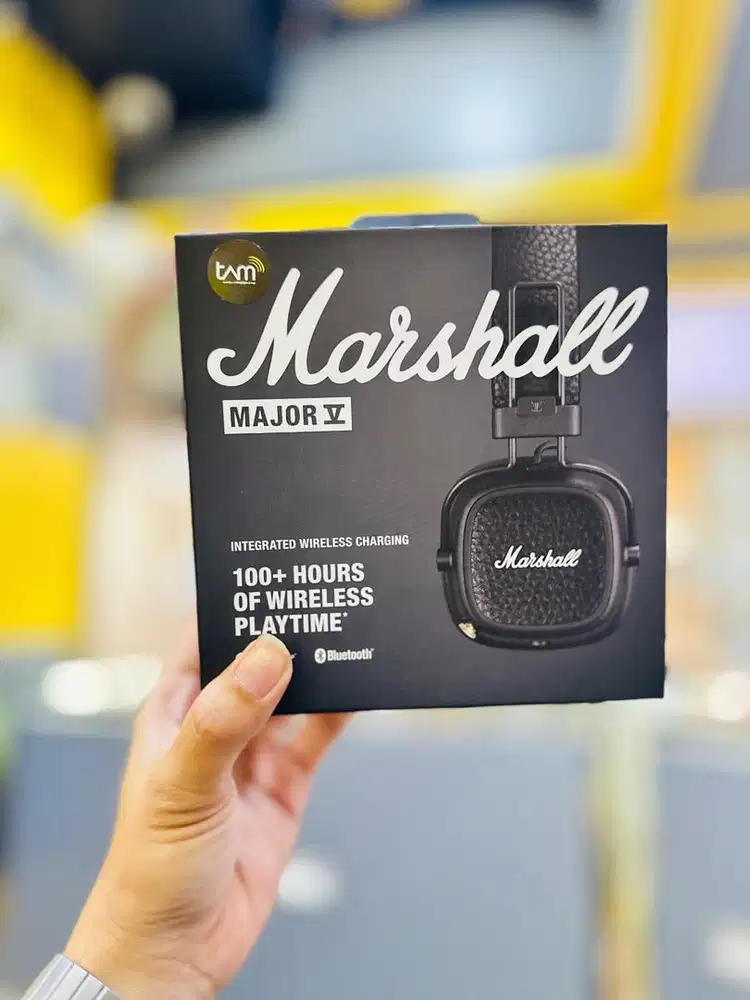 tam
Marshall
MAJOR V
INTEGRATED WIRELESS CHARGING
100+ HOURS
OF WIRELESS
PLAYTIME*
Bluetooth®
Marshall